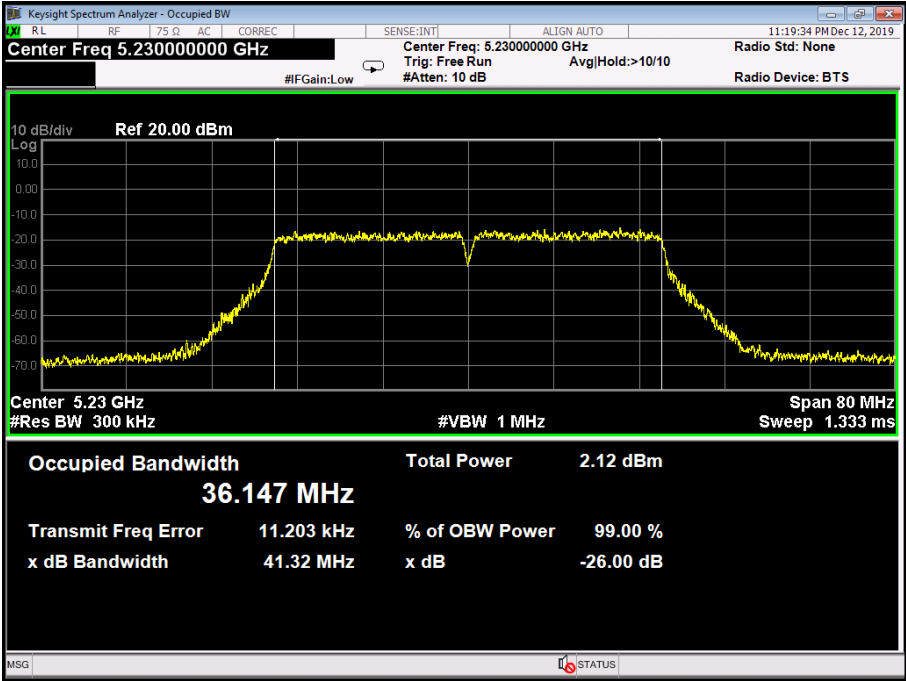 Keysight Spectrum Analyzer - Occupied BW
LXI RL RF 75 Ω AC CORREC SENSE:INT ALIGN AUTO 11:19:34 PM Dec 12, 2019
Center Freq 5.230000000 GHz Center Freq: 5.230000000 GHz Radio Std: None
Trig: Free Run Avg|Hold:>10/10
#IFGain:Low #Atten: 10 dB Radio Device: BTS
10 dB/div Ref 20.00 dBm
Log
10.0
0.00
-10.0
-20.0
-30.0
-40.0
-50.0
-60.0
-70.0
Center 5.23 GHz Span 80 MHz
#Res BW 300 kHz #VBW 1 MHz Sweep 1.333 ms
Occupied Bandwidth Total Power 2.12 dBm
36.147 MHz
Transmit Freq Error 11.203 kHz % of OBW Power 99.00 %
x dB Bandwidth 41.32 MHz x dB -26.00 dB
MSG STATUS